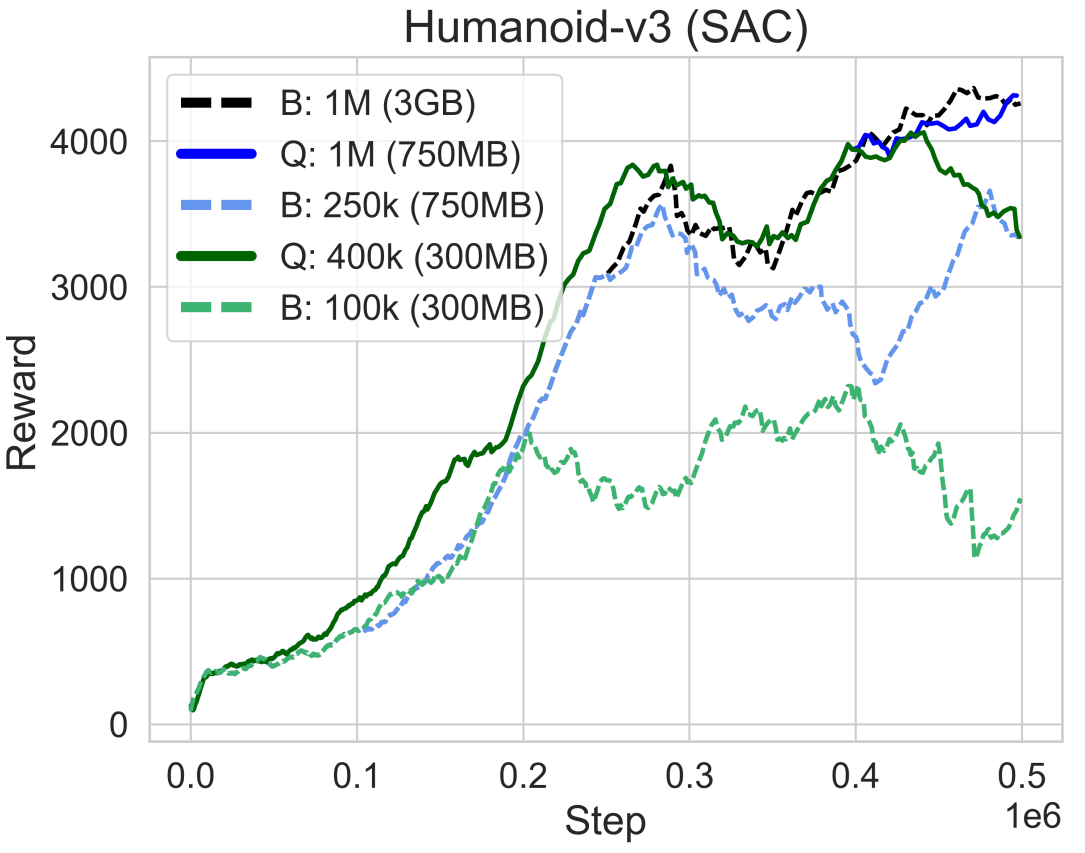 Humanoid-v3 (SAC)
B: 1M (3GB)
Q: 1M (750MB)
B: 250k (750MB)
Q: 400k (300MB)
B: 100k (300MB)
Reward
4000
3000
2000
1000
0
0.0 0.1 0.2 0.3 0.4 0.5
Step
1e6